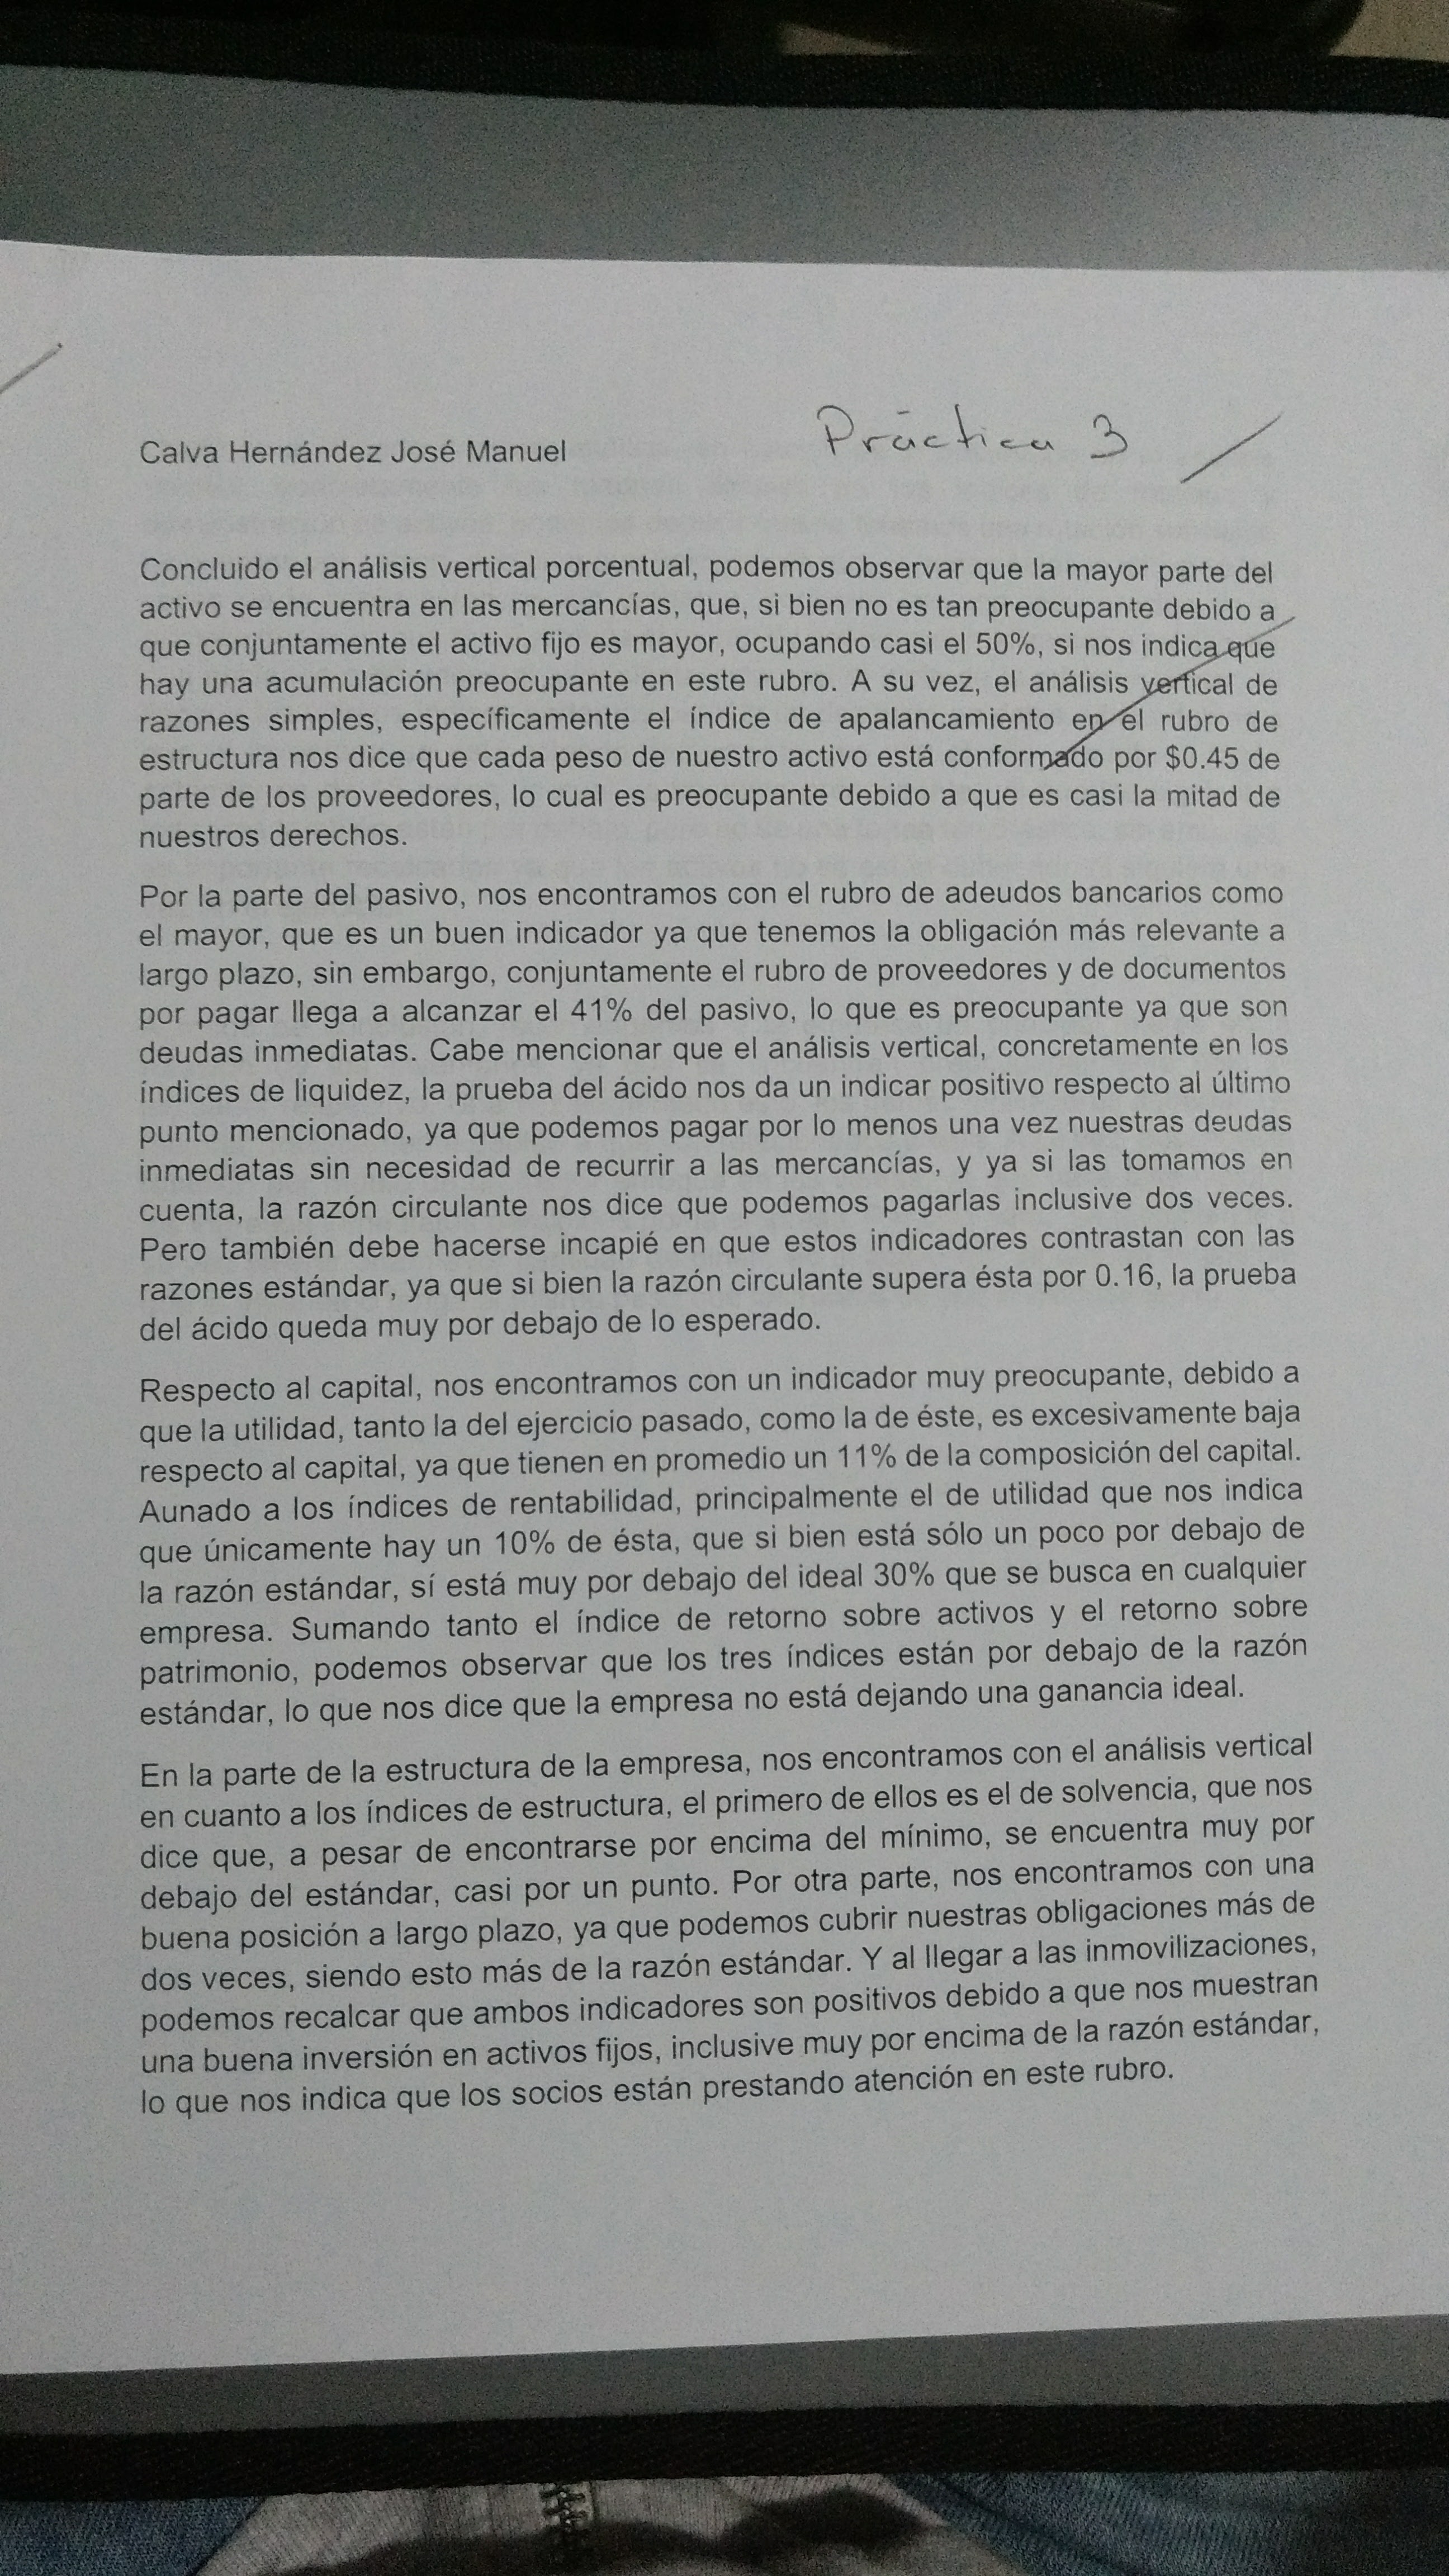 Práctica 3
Calva Hernández José Manuel
Concluido el análisis vertical porcentual, podemos observar que la mayor parte del
activo se encuentra en las mercancías, que, si bien no es tan preocupante debido a
que conjuntamente el activo fijo es mayor, ocupando casi el 50%, si nos indica que
hay una acumulación preocupante en este rubro. A su vez, el análisis vertical de
razones simples, específicamente el índice de apalancamiento en el rubro de
estructura nos dice que cada peso de nuestro activo está conformado por $0.45 de
parte de los proveedores, lo cual es preocupante debido a que es casi la mitad de
nuestros derechos.
Por la parte del pasivo, nos encontramos con el rubro de adeudos bancarios como
el mayor, que es un buen indicador ya que tenemos la obligación más relevante a
largo plazo, sin embargo, conjuntamente el rubro de proveedores y de documentos
por pagar llega a alcanzar el 41% del pasivo, lo que es preocupante ya que son
deudas inmediatas. Cabe mencionar que el análisis vertical, concretamente en los
índices de liquidez, la prueba del ácido nos da un indicar positivo respecto al último
punto mencionado, ya que podemos pagar por lo menos una vez nuestras deudas
inmediatas sin necesidad de recurrir a las mercancías, y ya si las tomamos en
cuenta, la razón circulante nos dice que podemos pagarlas inclusive dos veces.
Pero también debe hacerse incapié en que estos indicadores contrastan con las
razones estándar, ya que si bien la razón circulante supera ésta por 0.16, la prueba
del ácido queda muy por debajo de lo esperado.
Respecto al capital, nos encontramos con un indicador muy preocupante, debido a
que la utilidad, tanto la del ejercicio pasado, como la de éste, es excesivamente baja
respecto al capital, ya que tienen en promedio un 11% de la composición del capital.
Aunado a los índices de rentabilidad, principalmente el de utilidad que nos indica
que únicamente hay un 10% de ésta, que si bien está sólo un poco por debajo de
la razón estándar, sí está muy por debajo del ideal 30% que se busca en cualquier
empresa. Sumando tanto el índice de retorno sobre activos y el retorno sobre
patrimonio, podemos observar que los tres índices están por debajo de la razón
estándar, lo que nos dice que la empresa no está dejando una ganancia ideal.
En la parte de la estructura de la empresa, nos encontramos con el análisis vertical
en cuanto a los índices de estructura, el primero de ellos es el de solvencia, que nos
dice que, a pesar de encontrarse por encima del mínimo, se encuentra muy por
debajo del estándar, casi por un punto. Por otra parte, nos encontramos con una
buena posición a largo plazo, ya que podemos cubrir nuestras obligaciones más de
dos veces, siendo esto más de la razón estándar. Y al llegar a las inmovilizaciones,
podemos recalcar que ambos indicadores son positivos debido a que nos muestran
una buena inversión en activos fijos, inclusive muy por encima de la razón estándar,
lo que nos indica que los socios están prestando atención en este rubro.